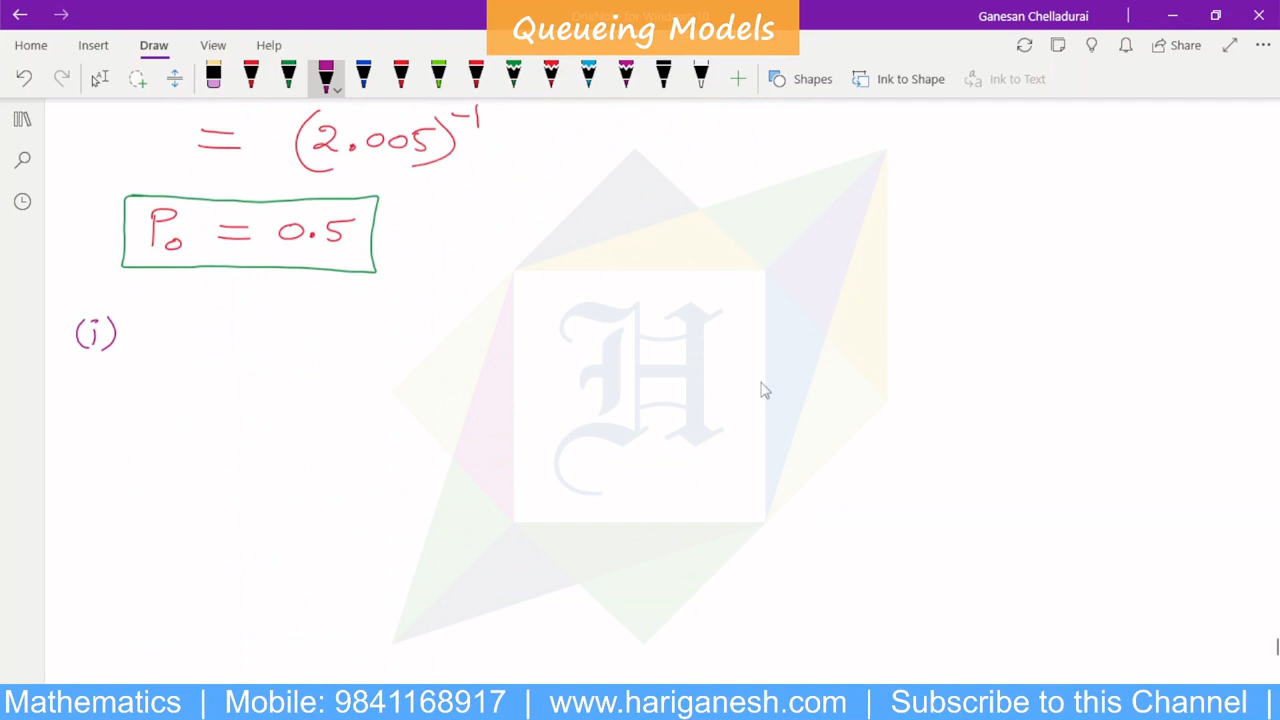 Queueing Models
Ganesan Chelladurai
Home Insert Draw View Help
Share
Shapes Ink to Shape Ink to Text
= (2.005)⁻¹
P₀ = 0.5
(i)
H
Mathematics | Mobile: 9841168917 | www.hariganesh.com | Subscribe to this Channel |